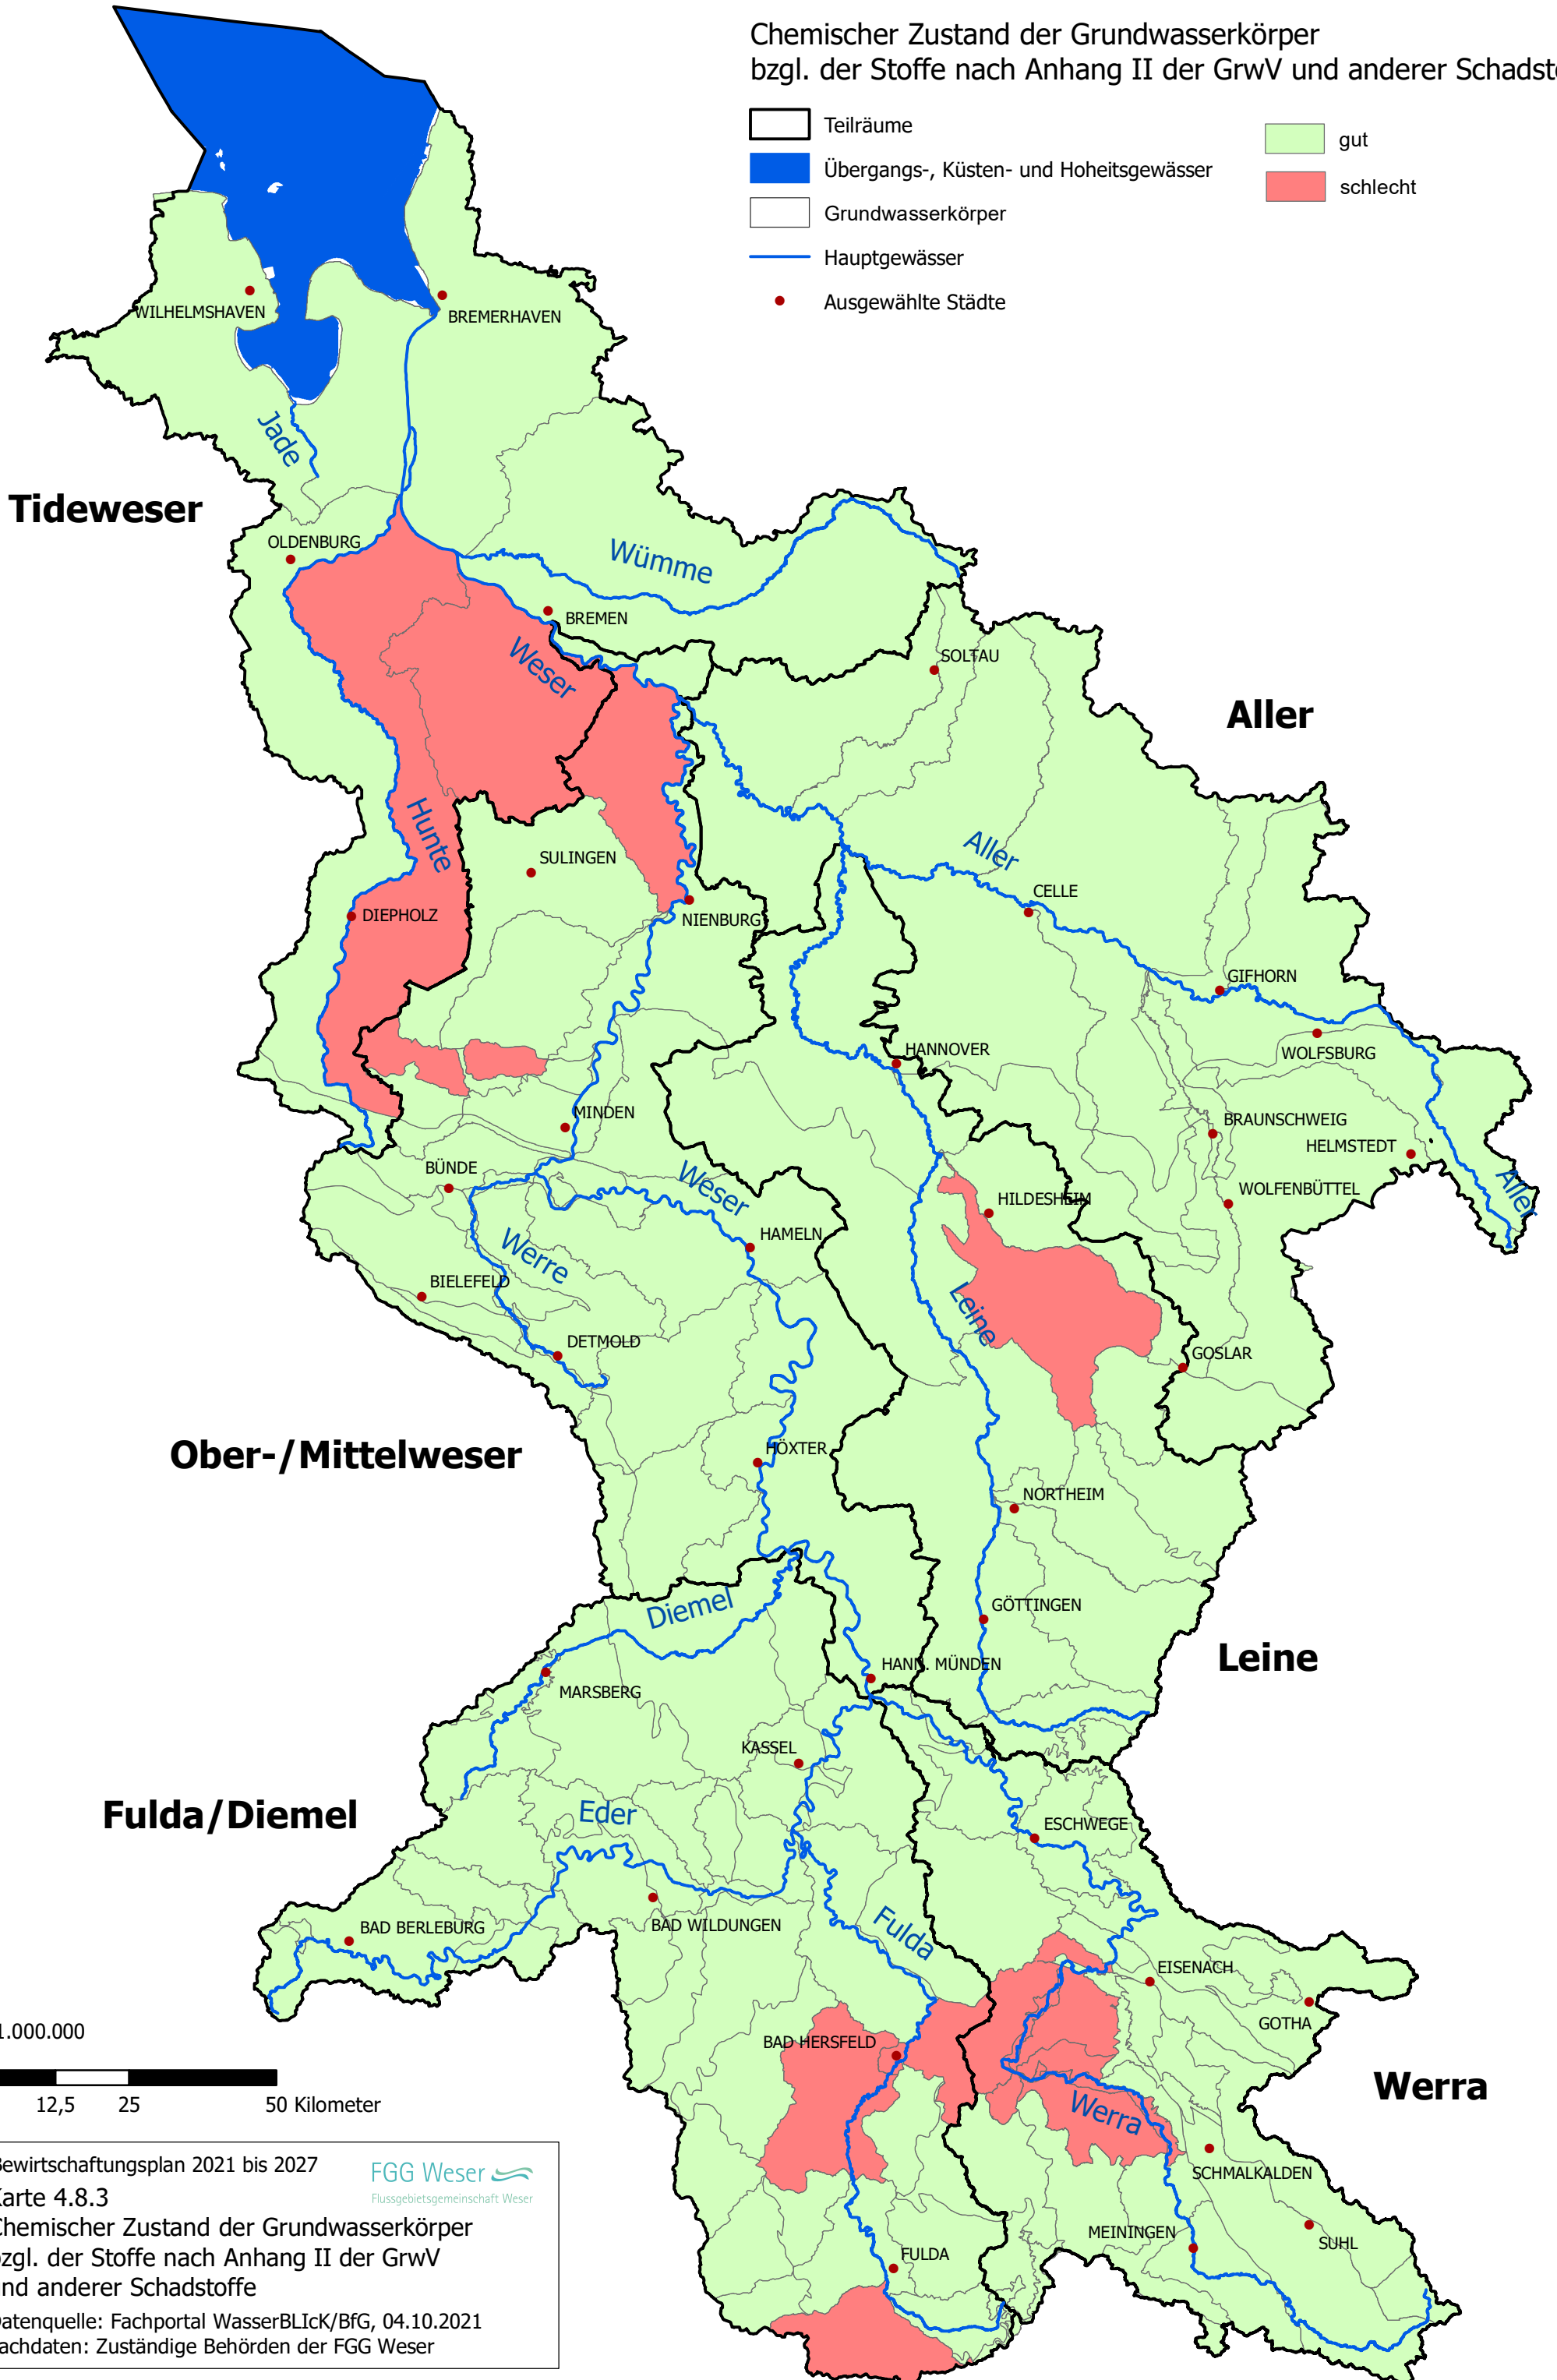 Chemischer Zustand der Grundwasserkörper
bzgl. der Stoffe nach Anhang II der GrwV und anderer
Teilräume
Übergangs-, Küsten- und Hoheitsgewässer
Grundwasserkörper
Hauptgewässer
Ausgewählte Städte
gut
schlecht
WILHELMSHAVEN
BREMERHAVEN
Jade
Tideweser
OLDENBURG
Wümme
BREMEN
Weser
SOLTAU
Aller
Hunte
SULINGEN
Aller
CELLE
DIEPHOLZ
NIENBURG
GIFHORN
HANNOVER
WOLFSBURG
MINDEN
BRAUNSCHWEIG
HELMSTEDT
BÜNDE
Weser
HILDESHEIM
WOLFENBÜTTEL
Aller
HAMELN
Werre
BIELEFELD
Leine
DETMOLD
GOSLAR
Ober-/Mittelweser
HÖXTER
NORTHEIM
Diemel
GÖTTINGEN
Leine
HANN. MÜNDEN
MARSBERG
KASSEL
Fulda/Diemel
Eder
ESCHWEGE
BAD BERLEBURG
BAD WILDUNGEN
Fulda
EISENACH
GOTHA
BAD HERSFELD
Werra
Werra
SCHMALKALDEN
MEININGEN
SUHL
FULDA
1.000.000
12,5 25 50 Kilometer
Bewirtschaftungsplan 2021 bis 2027
FGG Weser
Flussgebietsgemeinschaft Weser
Karte 4.8.3
Chemischer Zustand der Grundwasserkörper
bzgl. der Stoffe nach Anhang II der GrwV
und anderer Schadstoffe
Datenquelle: Fachportal WasserBLIcK/BfG, 04.10.2021
Fachdaten: Zuständige Behörden der FGG Weser